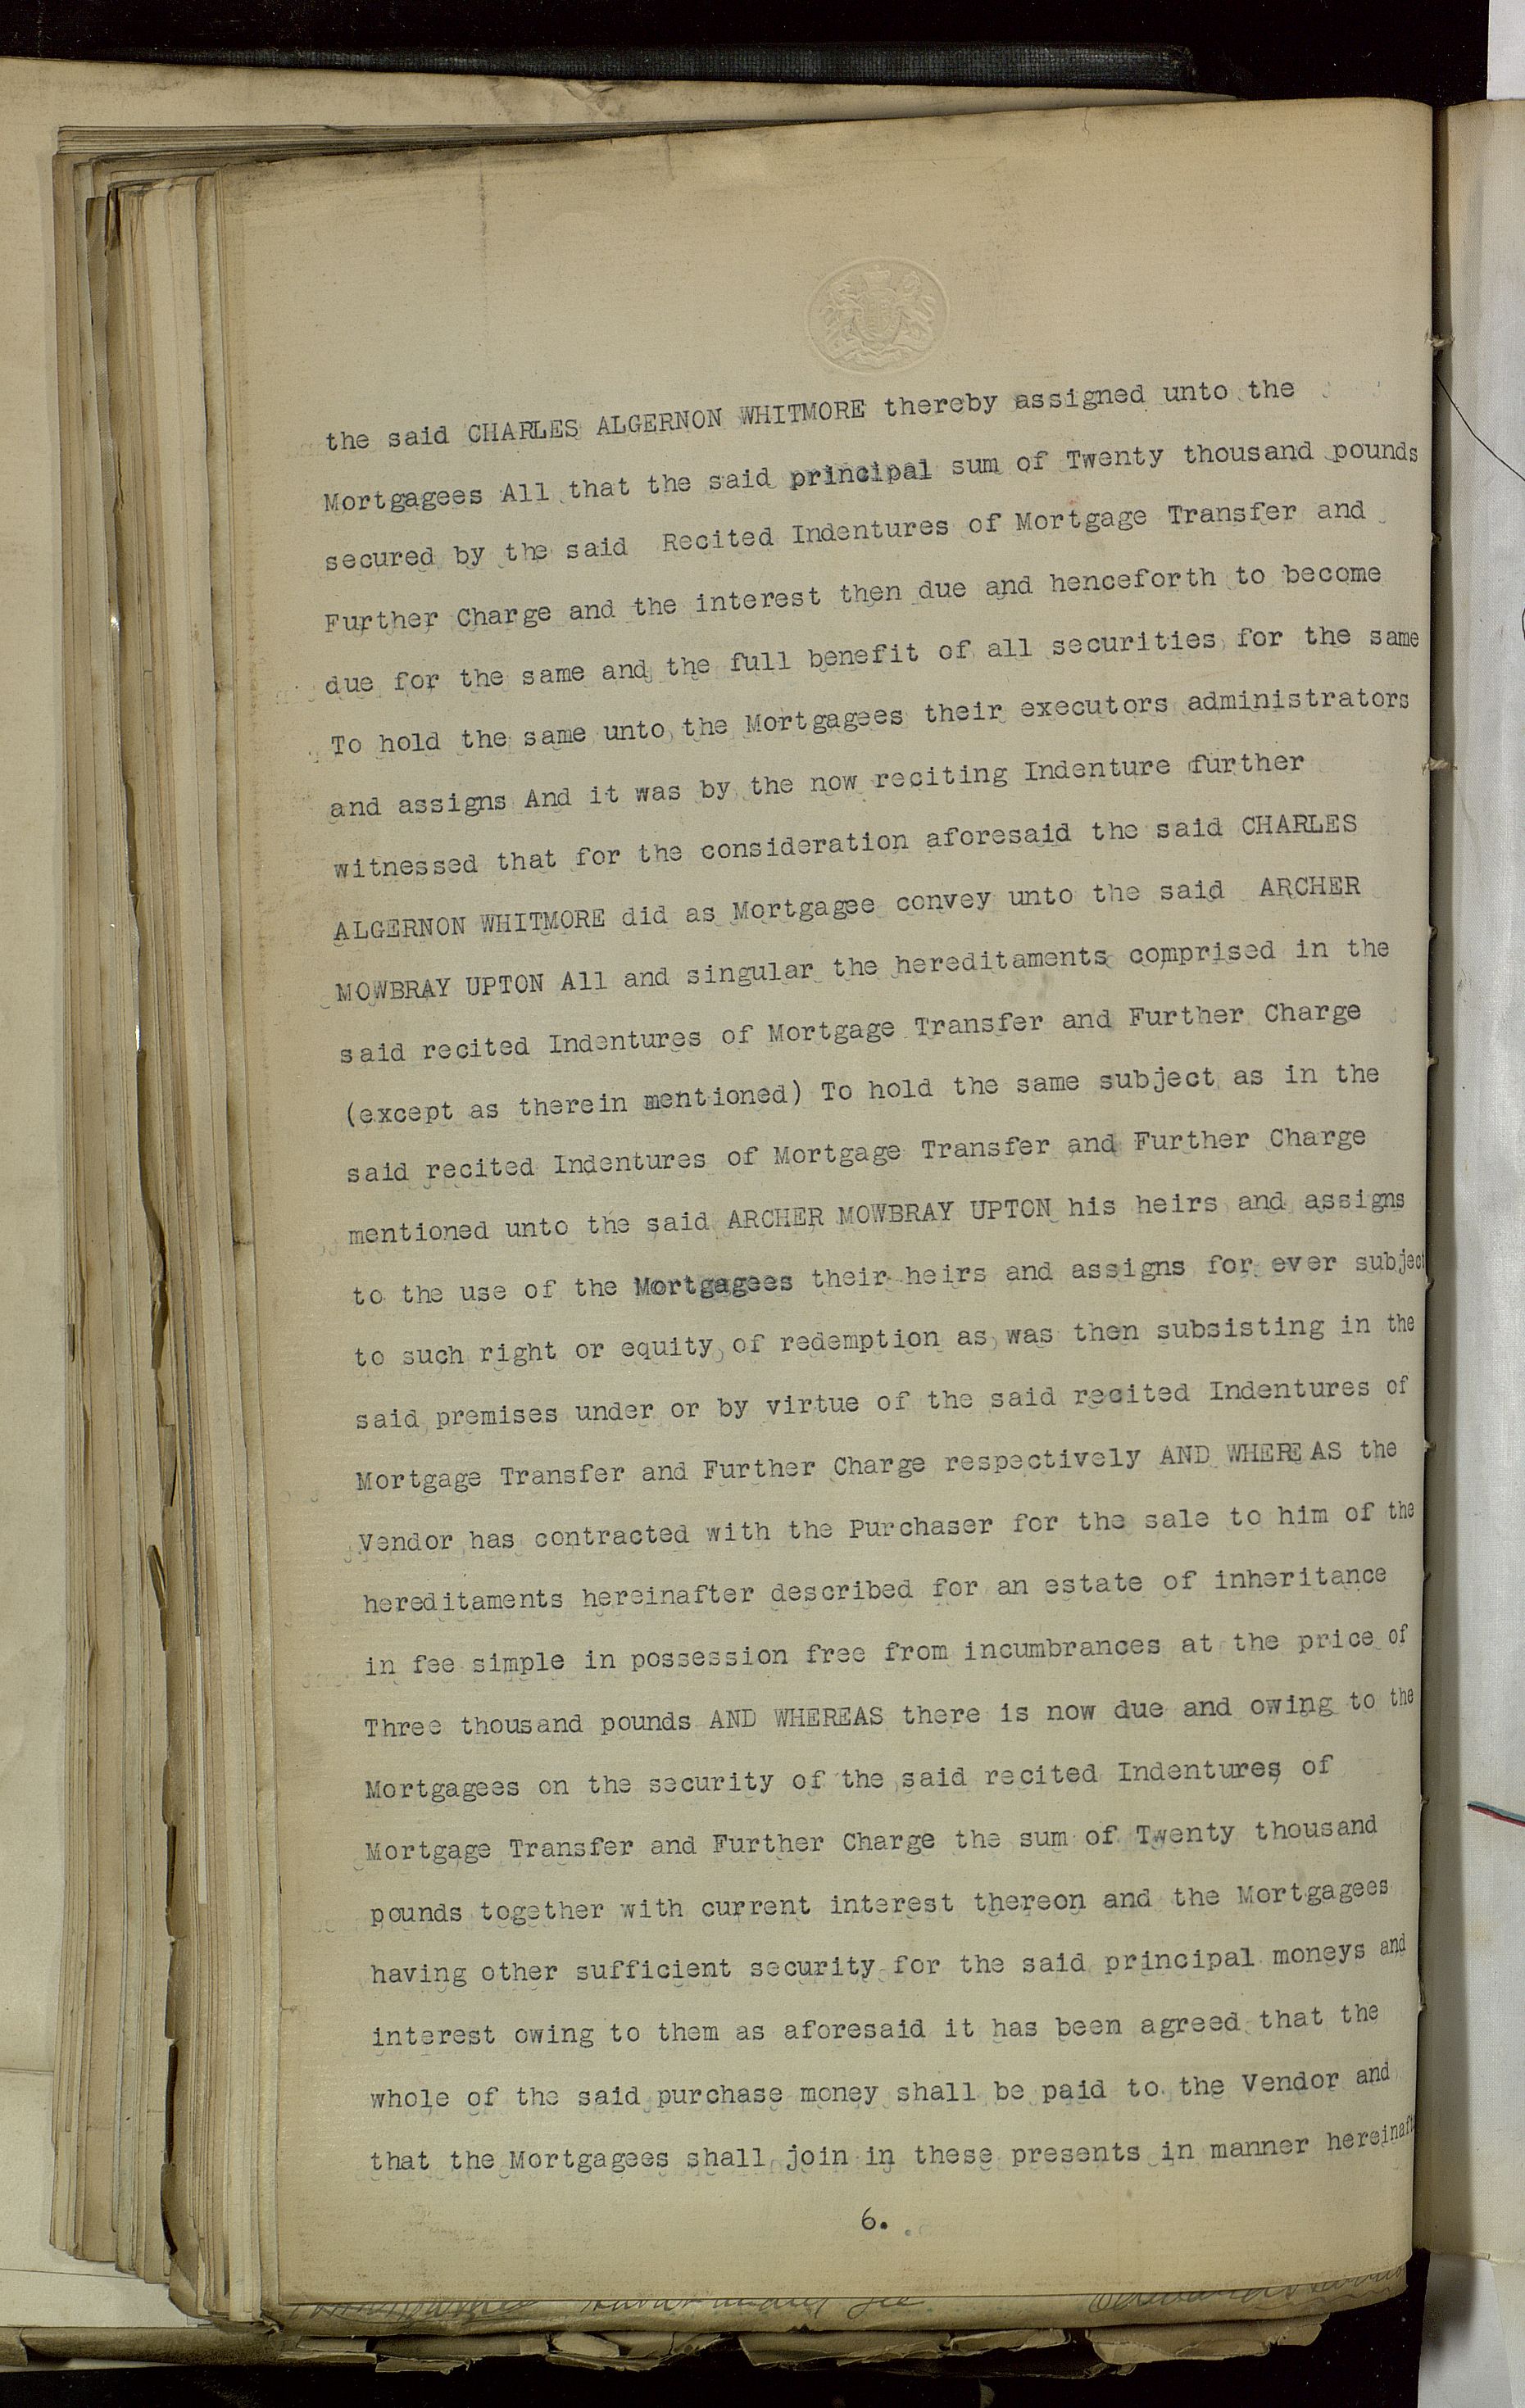 the said CHARLES ALGERNON WHITMORE thereby assigned unto the
Mortgagees All that the said principal sum of Twenty thousand pounds
secured by the said Recited Indentures of Mortgage Transfer and
Further Charge and the interest then due and henceforth to become
due for the same and the full benefit of all securities for the same
To hold the same unto the Mortgagees their executors administrators
and assigns And it was by the now reciting Indenture further
witnessed that for the consideration aforesaid the said CHARLES
ALGERNON WHITMORE did as Mortgagee convey unto the said ARCHER
MOWBRAY UPTON All and singular the hereditaments comprised in the
said recited Indentures of Mortgage Transfer and Further Charge
(except as therein mentioned) To hold the same subject as in the
said recited Indentures of Mortgage Transfer and Further Charge
mentioned unto the said ARCHER MOWBRAY UPTON his heirs and assigns
to the use of the Mortgagees their heirs and assigns for ever subject
to such right or equity of redemption as was then subsisting in the
said premises under or by virtue of the said recited Indentures of
Mortgage Transfer and Further Charge respectively AND WHEREAS the
Vendor has contracted with the Purchaser for the sale to him of the
hereditaments hereinafter described for an estate of inheritance
in fee simple in possession free from incumbrances at the price of
Three thousand pounds AND WHEREAS there is now due and owing to the
Mortgagees on the security of the said recited Indentures of
Mortgage Transfer and Further Charge the sum of Twenty thousand
pounds together with current interest thereon and the Mortgagees
having other sufficient security for the said principal moneys and
interest owing to them as aforesaid it has been agreed that the
whole of the said purchase money shall be paid to the Vendor and
that the Mortgagees shall join in these presents in manner hereinaft
6.